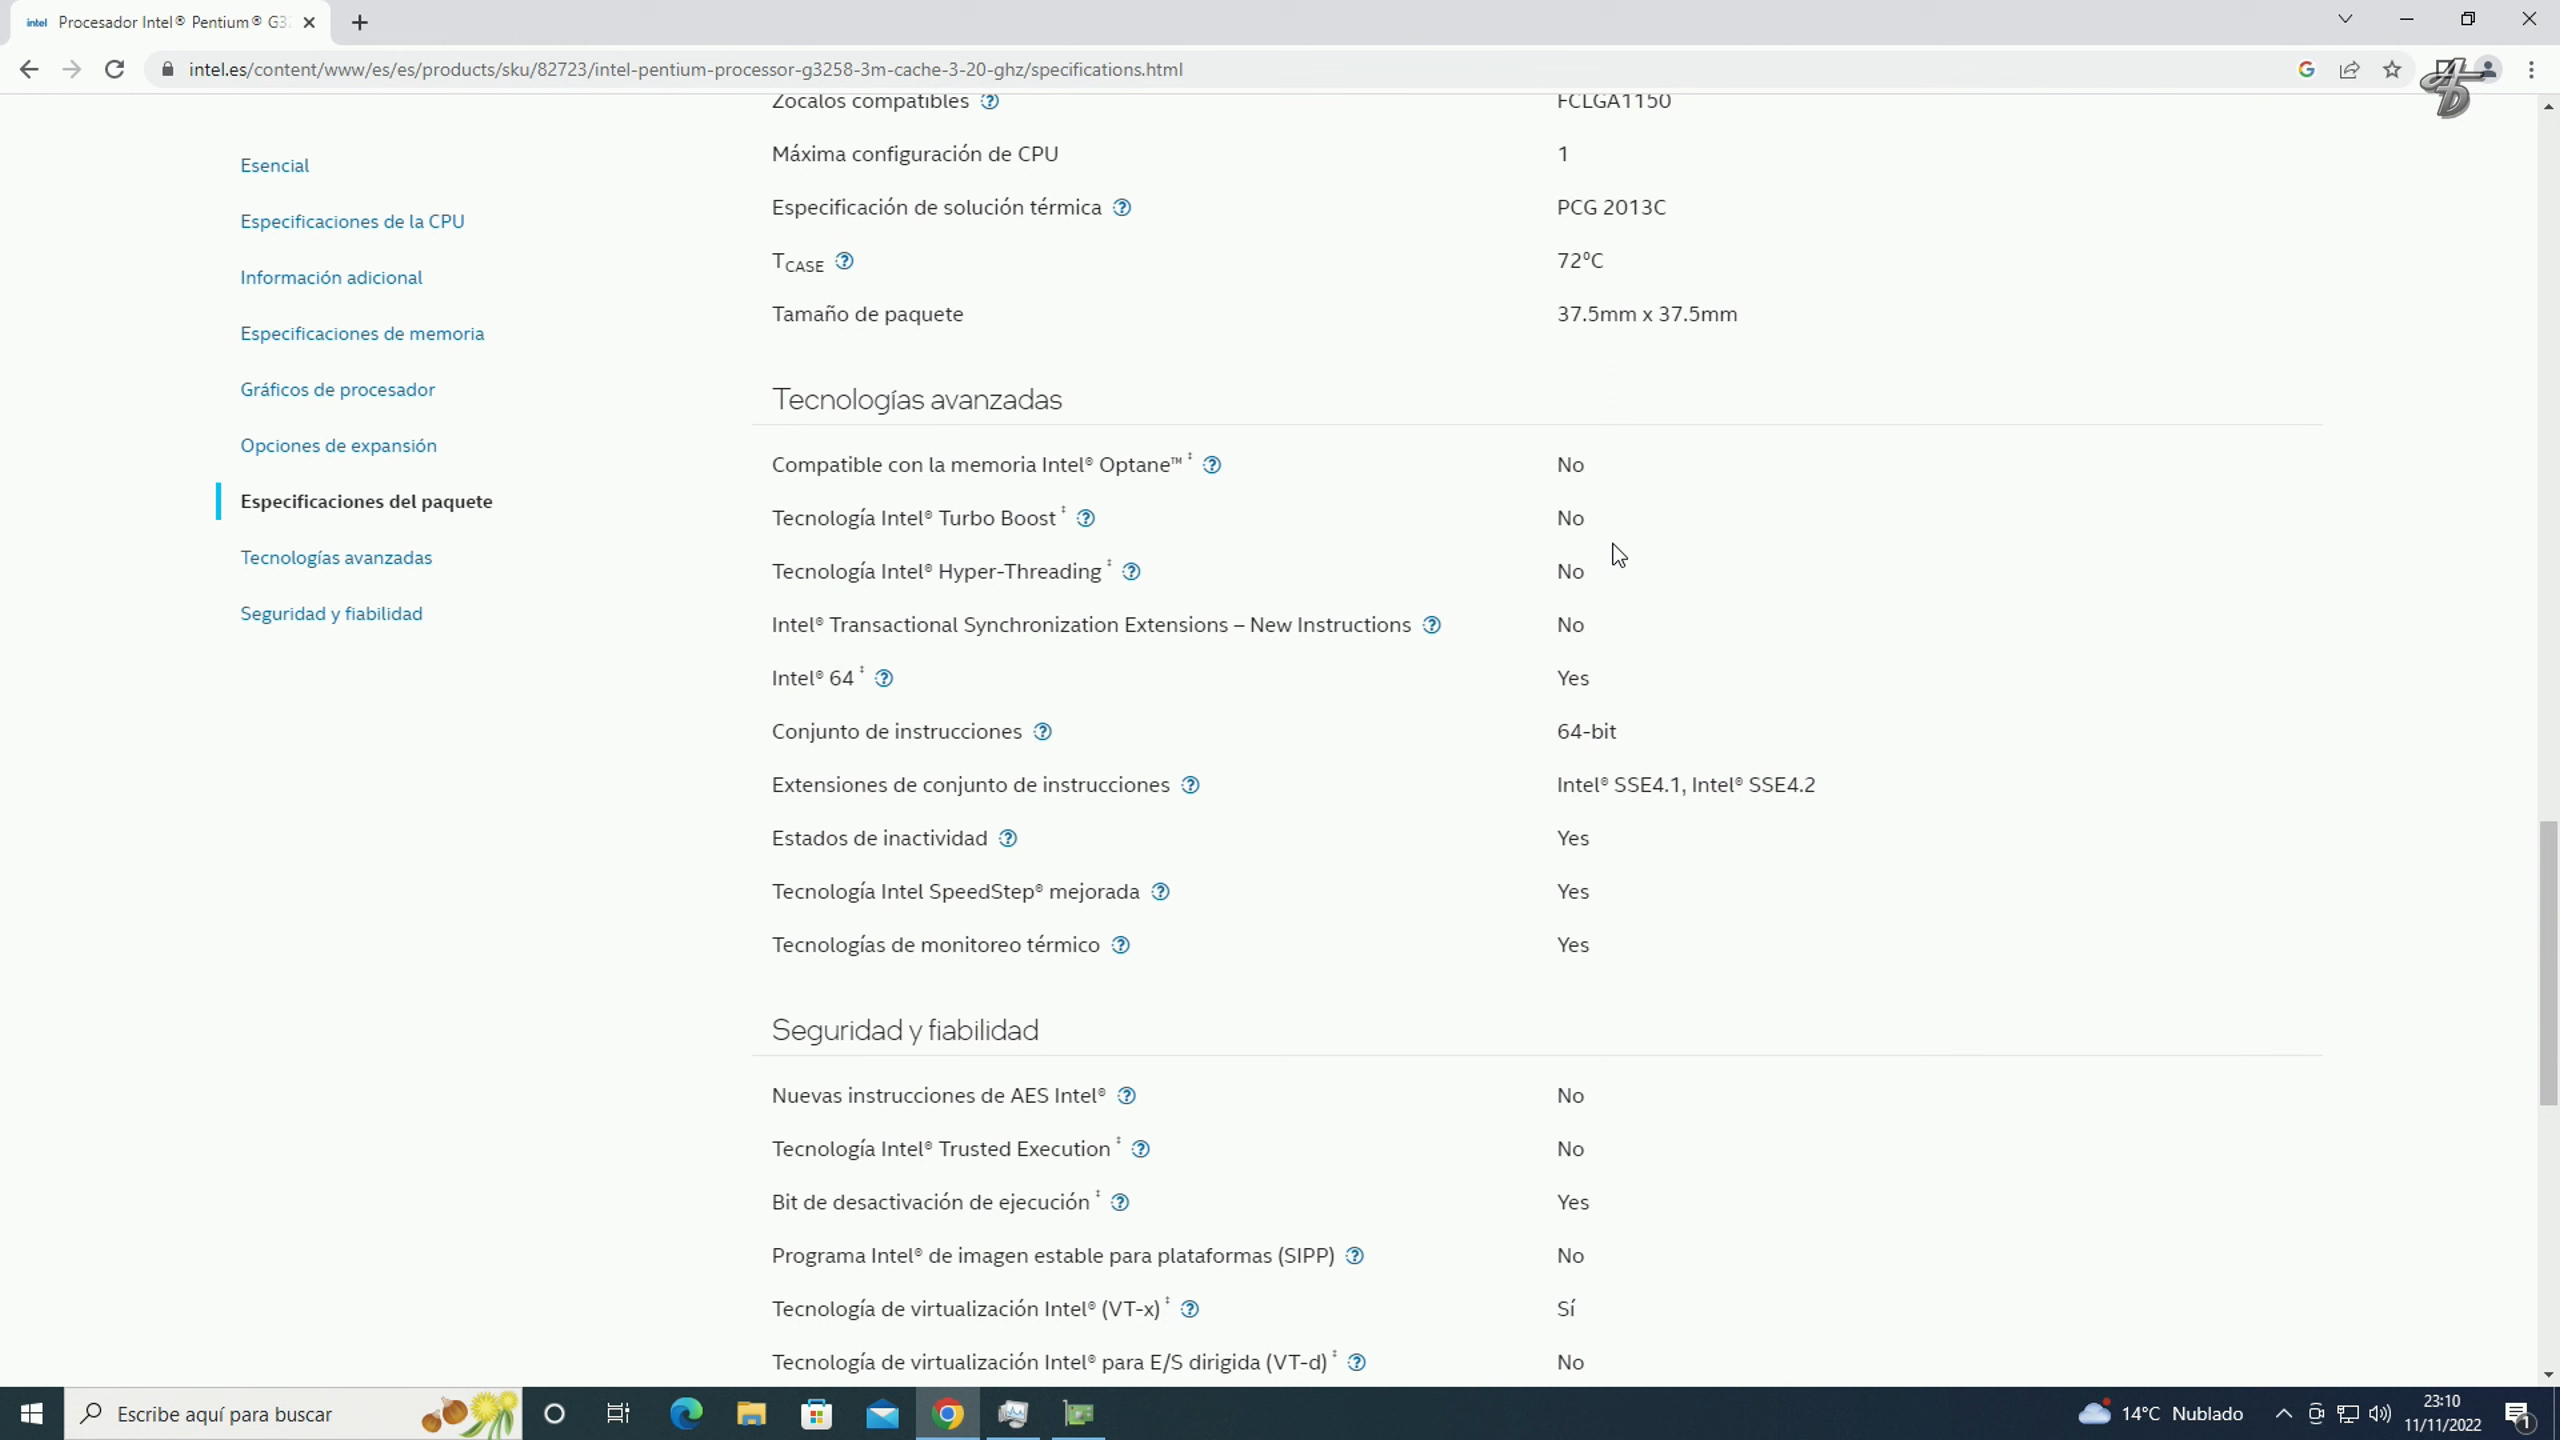 intel Procesador Intel® Pentium® G3
intel.es/content/www/es/es/products/sku/82723/intel-pentium-processor-g3258-3m-cache-3-20-ghz/specifications.html
Esencial
Especificaciones de la CPU
Información adicional
Especificaciones de memoria
Gráficos de procesador
Opciones de expansión
Especificaciones del paquete
Tecnologías avanzadas
Seguridad y fiabilidad
Zócalos compatibles FCLGA1150
Máxima configuración de CPU 1
Especificación de solución térmica PCG 2013C
TCASE 72°C
Tamaño de paquete 37.5mm x 37.5mm
Tecnologías avanzadas
Compatible con la memoria Intel® Optane™ ‡ No
Tecnología Intel® Turbo Boost ‡ No
Tecnología Intel® Hyper-Threading ‡ No
Intel® Transactional Synchronization Extensions – New Instructions No
Intel® 64 ‡ Yes
Conjunto de instrucciones 64-bit
Extensiones de conjunto de instrucciones Intel® SSE4.1, Intel® SSE4.2
Estados de inactividad Yes
Tecnología Intel SpeedStep® mejorada Yes
Tecnologías de monitoreo térmico Yes
Seguridad y fiabilidad
Nuevas instrucciones de AES Intel® No
Tecnología Intel® Trusted Execution ‡ No
Bit de desactivación de ejecución ‡ Yes
Programa Intel® de imagen estable para plataformas (SIPP) No
Tecnología de virtualización Intel® (VT-x) ‡ Sí
Tecnología de virtualización Intel® para E/S dirigida (VT-d) ‡ No
Escribe aquí para buscar
14°C Nublado
23:10
11/11/2022
1